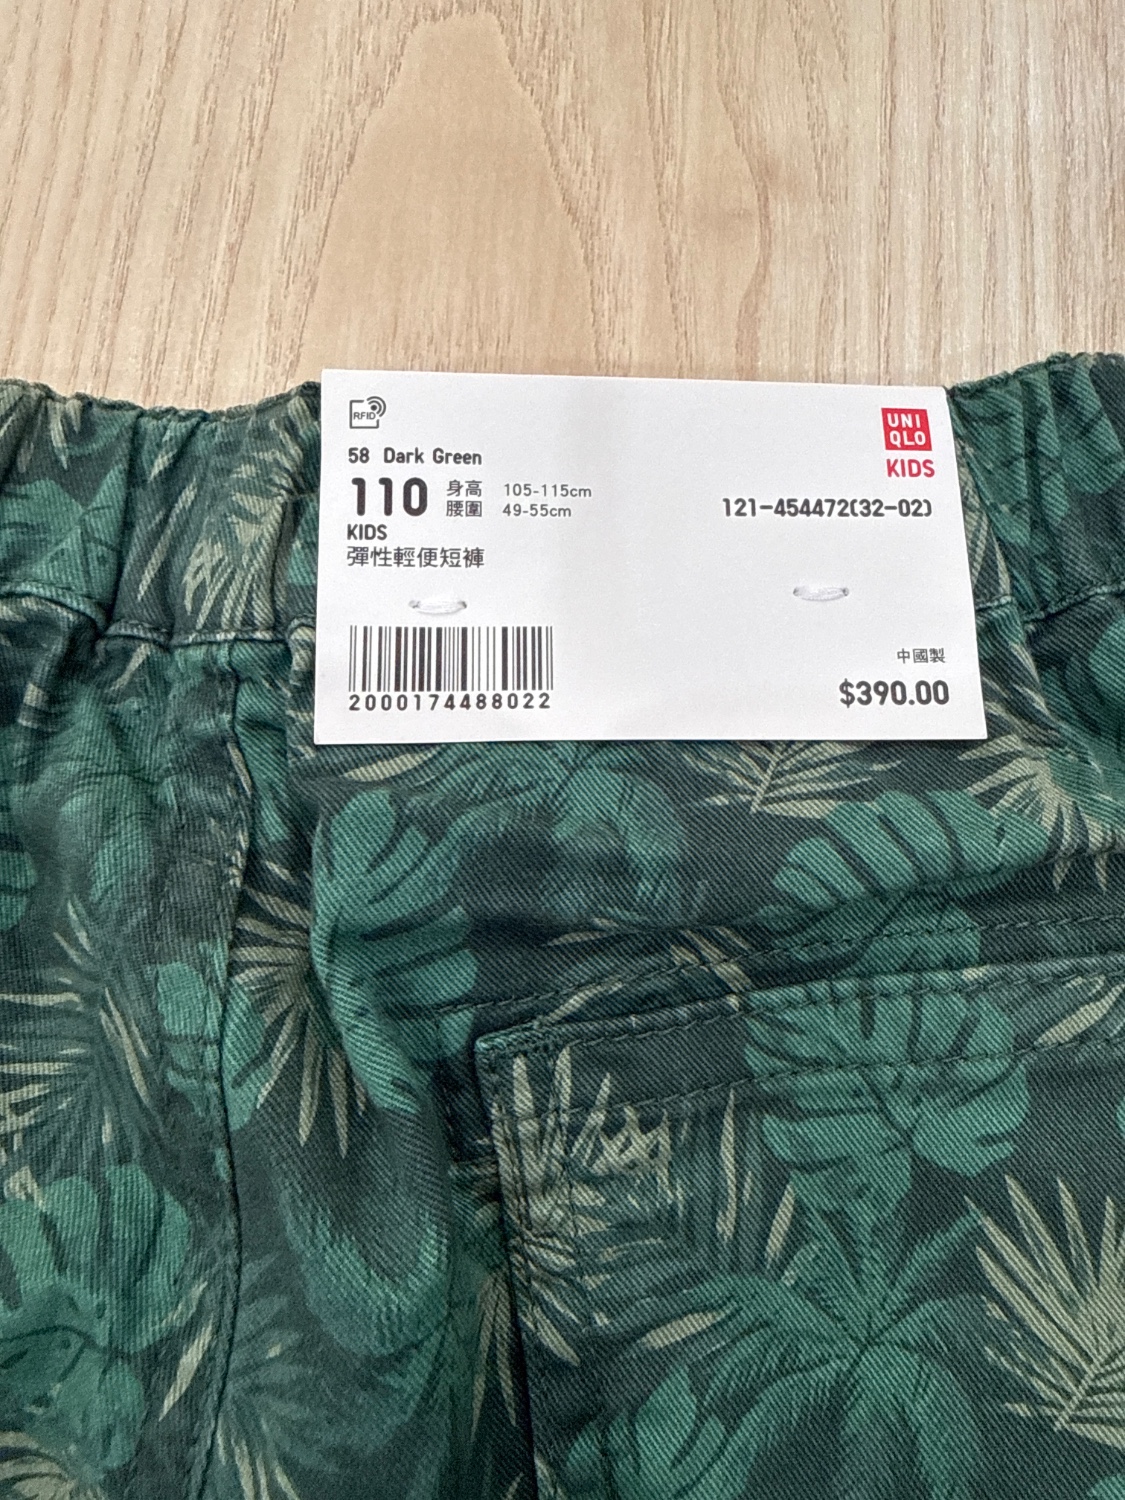 RFID
UNI
QLO
KIDS
58 Dark Green
110 身高 105-115cm
腰圍 49-55cm
121-454472(32-02)
KIDS
彈性輕便短褲
中國製
2000174488022
$390.00